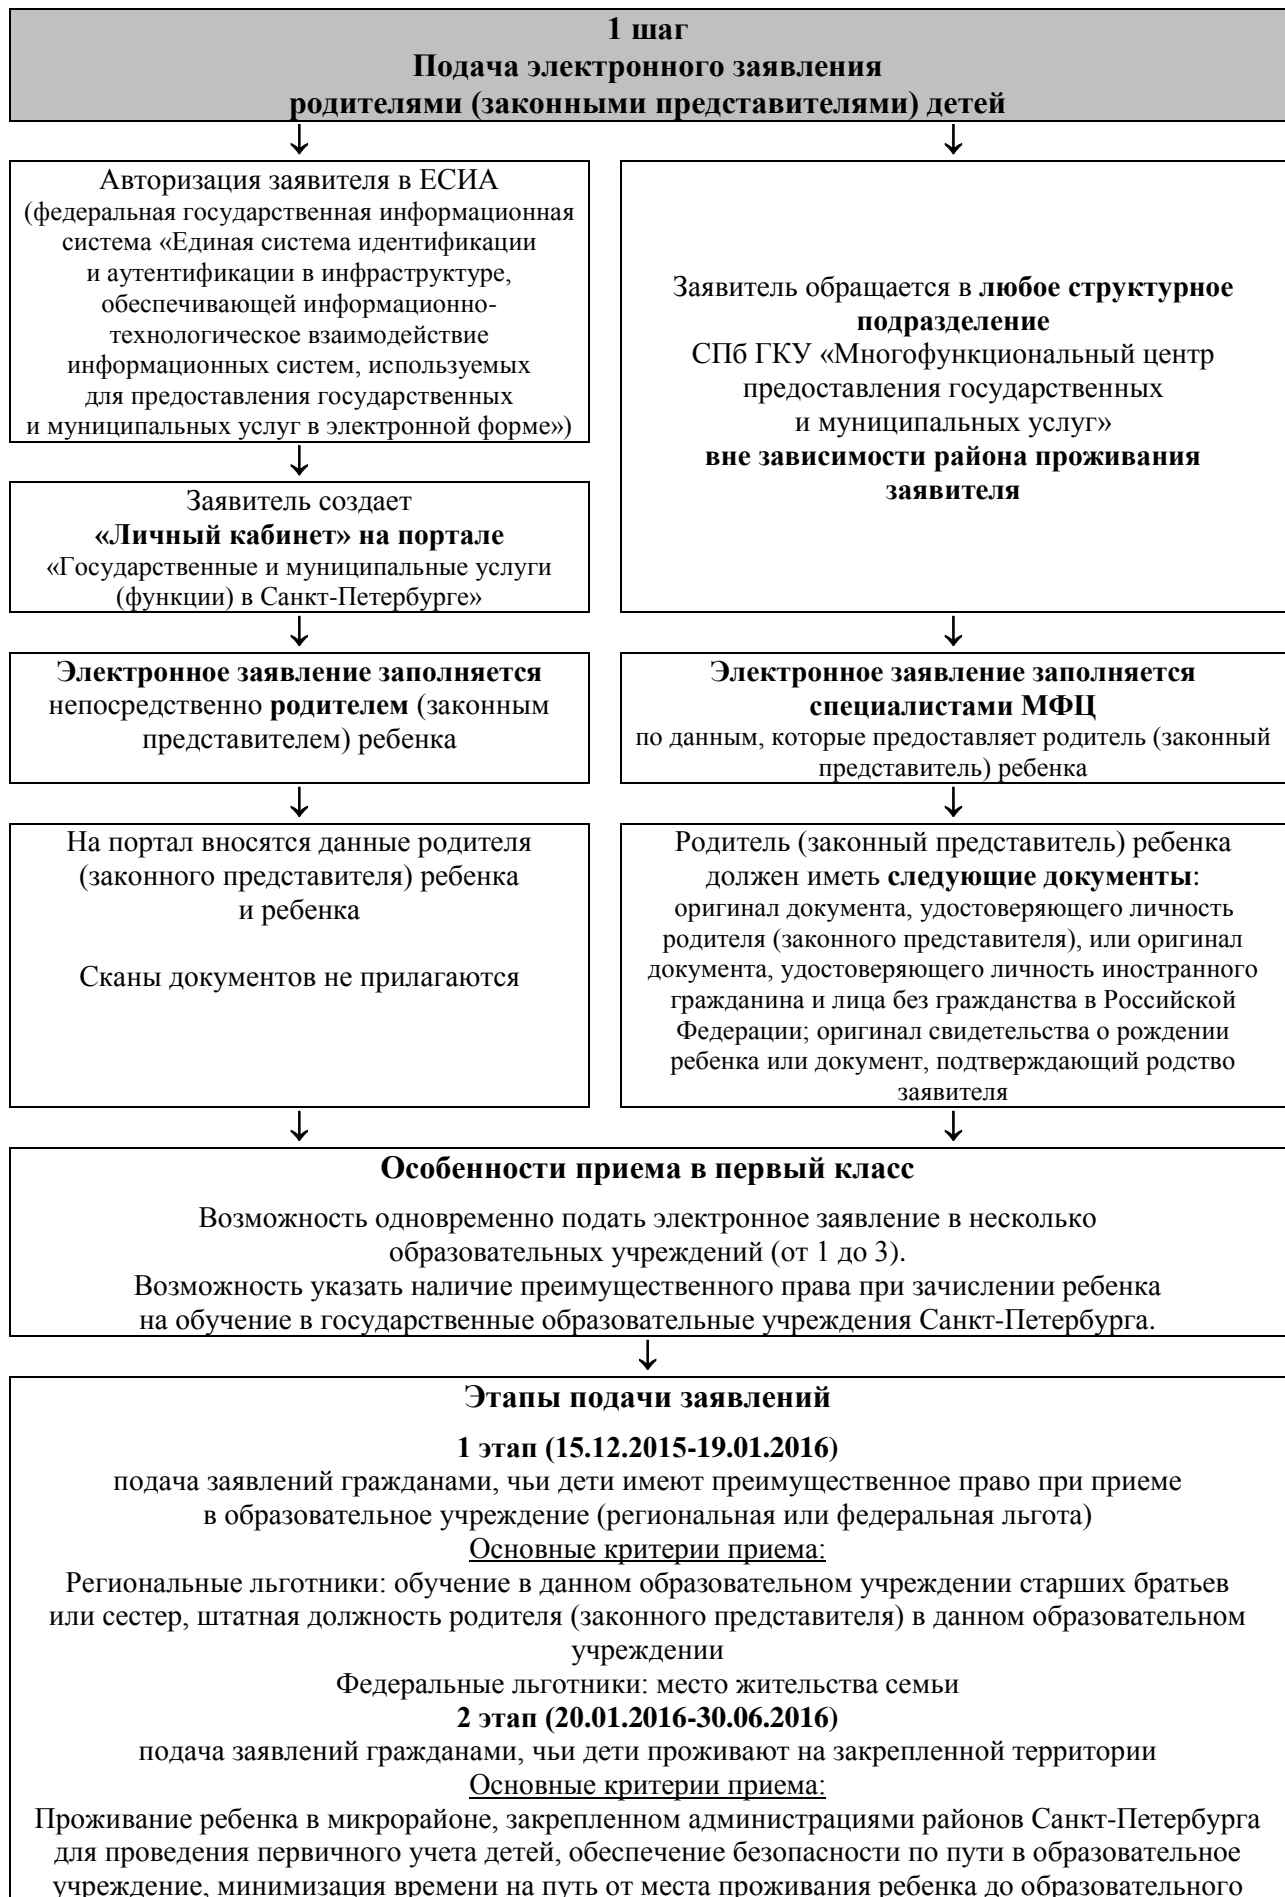 1 шаг
Подача электронного заявления
родителями (законными представителями) детей
↓
↓
Авторизация заявителя в ЕСИА
(федеральная государственная информационная
система «Единая система идентификации
и аутентификации в инфраструктуре,
обеспечивающей информационно-
технологическое взаимодействие
информационных систем, используемых
для предоставления государственных
и муниципальных услуг в электронной форме»)
↓
Заявитель создает
«Личный кабинет» на портале
«Государственные и муниципальные услуги
(функции) в Санкт-Петербурге»
Заявитель обращается в любое структурное
подразделение
СПб ГКУ «Многофункциональный центр
предоставления государственных
и муниципальных услуг»
вне зависимости района проживания
заявителя
↓
↓
Электронное заявление заполняется
непосредственно родителем (законным
представителем) ребенка
Электронное заявление заполняется
специалистами МФЦ
по данным, которые предоставляет родитель (законный
представитель) ребенка
↓
↓
На портал вносятся данные родителя
(законного представителя) ребенка
и ребенка
Сканы документов не прилагаются
Родитель (законный представитель) ребенка
должен иметь следующие документы:
оригинал документа, удостоверяющего личность
родителя (законного представителя), или оригинал
документа, удостоверяющего личность иностранного
гражданина и лица без гражданства в Российской
Федерации; оригинал свидетельства о рождении
ребенка или документ, подтверждающий родство
заявителя
↓
↓
Особенности приема в первый класс
Возможность одновременно подать электронное заявление в несколько
образовательных учреждений (от 1 до 3).
Возможность указать наличие преимущественного права при зачислении ребенка
на обучение в государственные образовательные учреждения Санкт-Петербурга.
↓
Этапы подачи заявлений
1 этап (15.12.2015-19.01.2016)
подача заявлений гражданами, чьи дети имеют преимущественное право при приеме
в образовательное учреждение (региональная или федеральная льгота)
Основные критерии приема:
Региональные льготники: обучение в данном образовательном учреждении старших братьев
или сестер, штатная должность родителя (законного представителя) в данном образовательном
учреждении
Федеральные льготники: место жительства семьи
2 этап (20.01.2016-30.06.2016)
подача заявлений гражданами, чьи дети проживают на закрепленной территории
Основные критерии приема:
Проживание ребенка в микрорайоне, закрепленном администрациями районов Санкт-Петербурга
для проведения первичного учета детей, обеспечение безопасности по пути в образовательное
учреждение, минимизация времени на путь от места проживания ребенка до образовательного